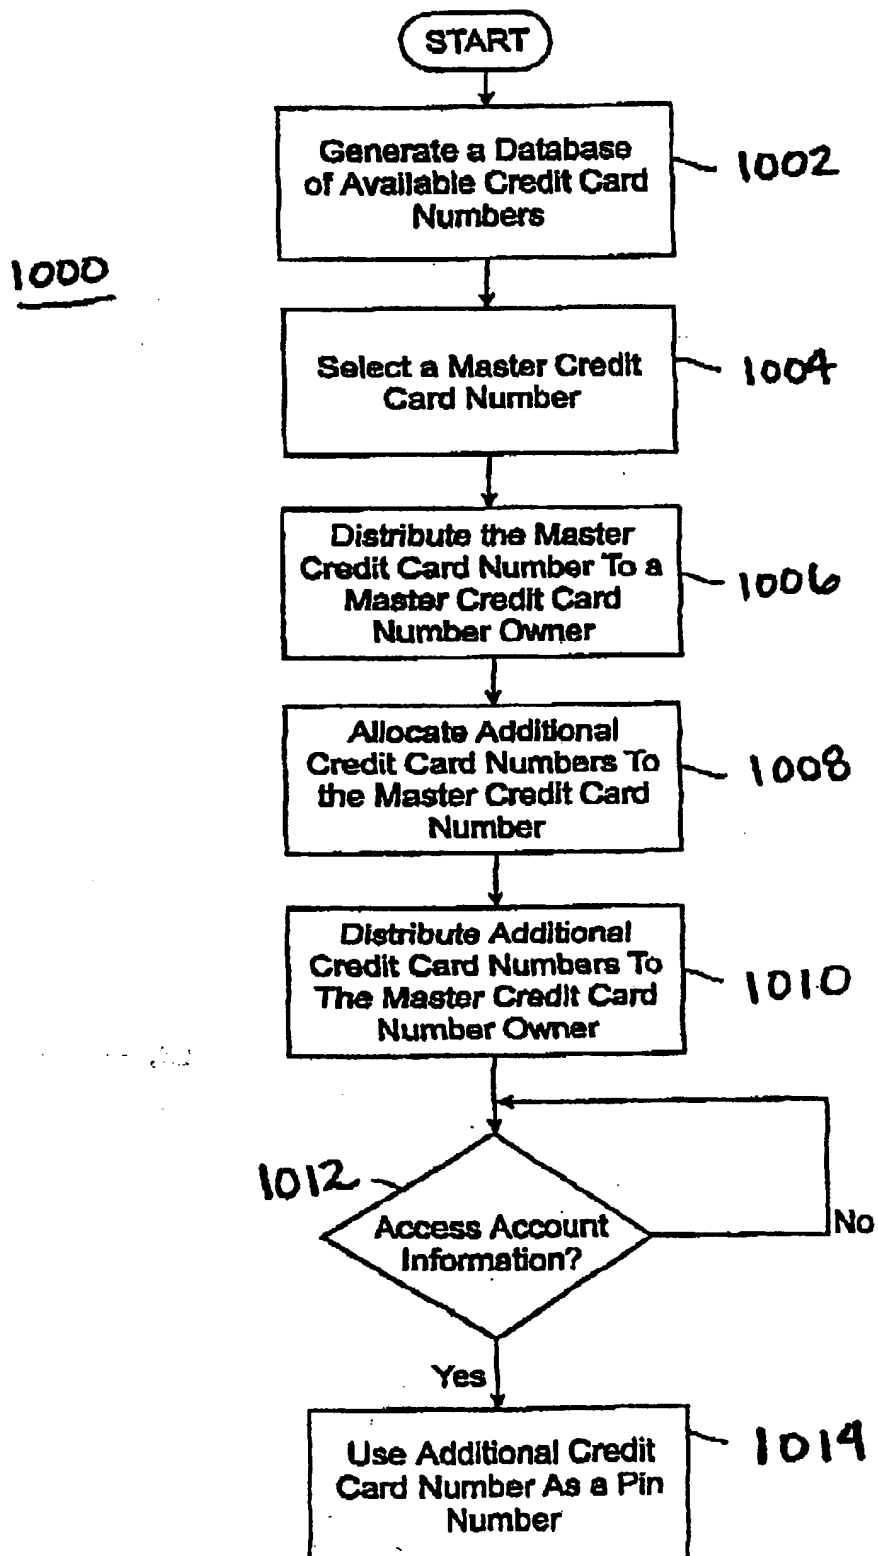 START
Generate a Database
of Available Credit Card
Numbers
1002
1000
Select a Master Credit
Card Number
1004
Distribute the Master
Credit Card Number To a
Master Credit Card
Number Owner
1006
Allocate Additional
Credit Card Numbers To
the Master Credit Card
Number
1008
Distribute Additional
Credit Card Numbers To
The Master Credit Card
Number Owner
1010
1012
Access Account
Information?
No
Yes
Use Additional Credit
Card Number As a Pin
Number
1014